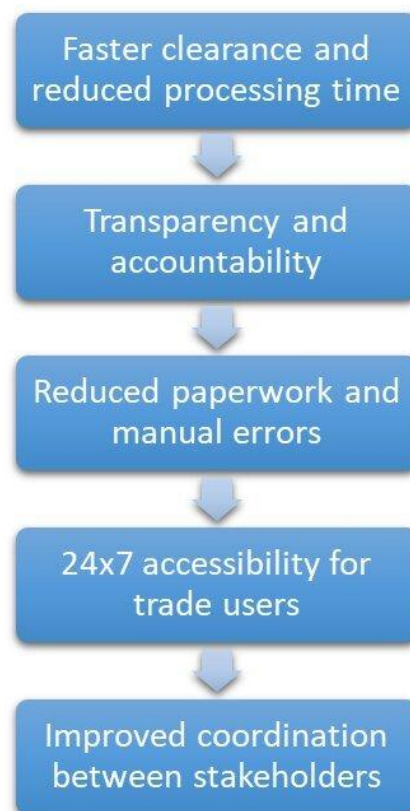 Faster clearance and
reduced processing time
Transparency and
accountability
Reduced paperwork and
manual errors
24x7 accessibility for
trade users
Improved coordination
between stakeholders